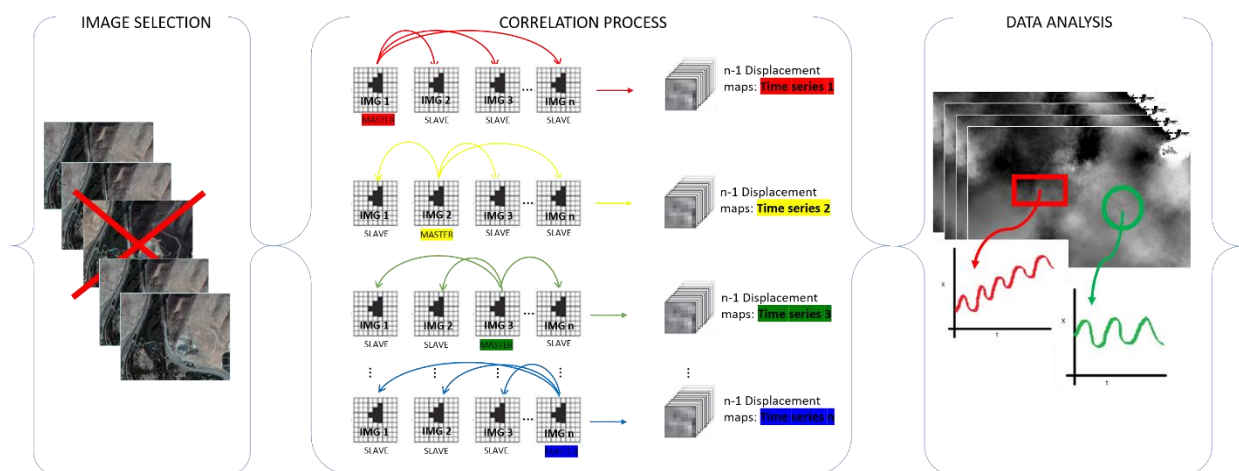 IMAGE SELECTION
CORRELATION PROCESS
DATA ANALYSIS
IMG 1 IMG 2 IMG 3 ... IMG n
MASTER SLAVE SLAVE SLAVE
n-1 Displacement
maps: Time series 1
IMG 1 IMG 2 IMG 3 ... IMG n
SLAVE MASTER SLAVE SLAVE
n-1 Displacement
maps: Time series 2
IMG 1 IMG 2 IMG 3 ... IMG n
SLAVE SLAVE MASTER SLAVE
n-1 Displacement
maps: Time series 3
IMG 1 IMG 2 IMG 3 ... IMG n
SLAVE SLAVE SLAVE MASTER
n-1 Displacement
maps: Time series n
x
t
x
t